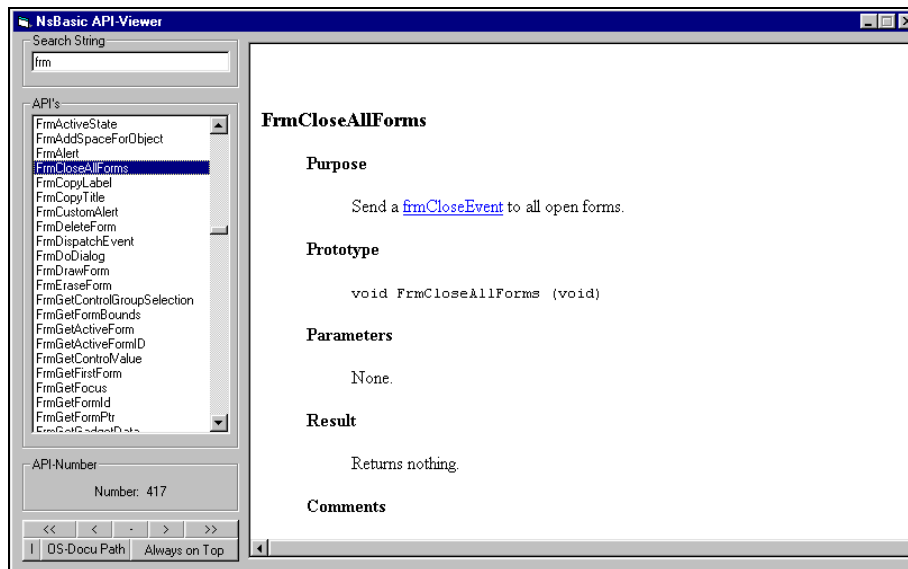 NsBasic API-Viewer
Search String
frm
API's
FrmActiveState
FrmAddSpaceForObject
FrmAlert
FrmCloseAllForms
FrmCopyLabel
FrmCopyTitle
FrmCustomAlert
FrmDeleteForm
FrmDispatchEvent
FrmDoDialog
FrmDrawForm
FrmEraseForm
FrmGetControlGroupSelection
FrmGetFormBounds
FrmGetActiveForm
FrmGetActiveFormID
FrmGetControlValue
FrmGetFirstForm
FrmGetFocus
FrmGetFormId
FrmGetFormPtr
FrmGetGadgetData
API-Number
Number: 417
<< < - > >>
I OS-Docu Path Always on Top
FrmCloseAllForms
Purpose
Send a frmCloseEvent to all open forms.
Prototype
void FrmCloseAllForms (void)
Parameters
None.
Result
Returns nothing.
Comments